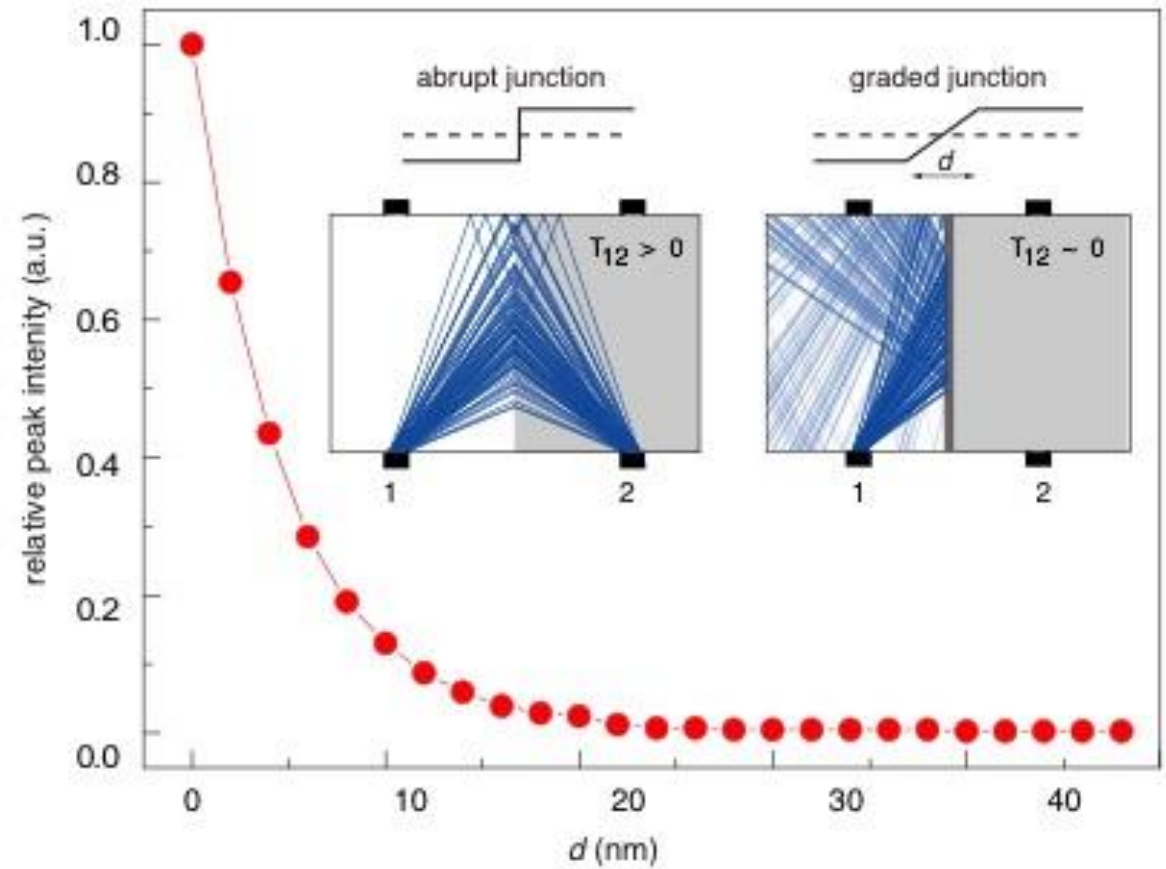 relative peak intenity (a.u.)
1.0
0.8
0.6
0.4
0.2
0.0
abrupt junction
T12 > 0
1
2
graded junction
d
T12 ~ 0
1
2
0
10
20
30
40
d (nm)